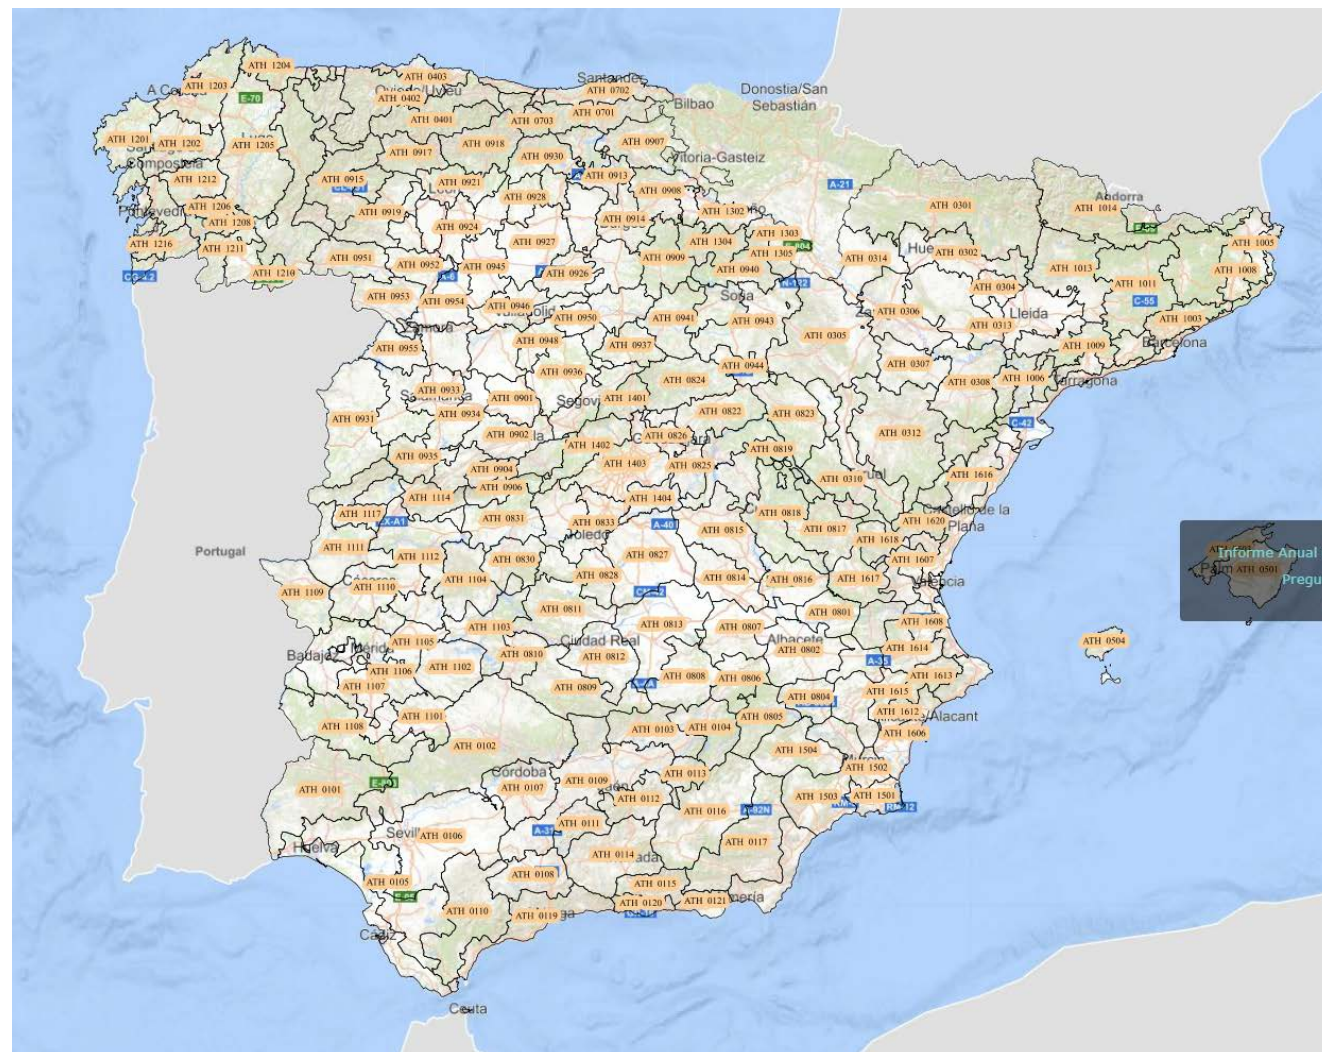 ATH 1204
ATH 0403
Santander
ATH 1203
ATH 0702
Donostia/San
Sebastián
E-70
ATH 0402
Bilbao
ATH 0401
ATH 0703
ATH 0701
ATH 1201
ATH 1202
ATH 1205
ATH 0917
ATH 0918
ATH 0930
ATH 0907
Vitoria-Gasteiz
Compostela
ATH 1212
ATH 0915
ATH 0921
ATH 0928
ATH 0913
ATH 0908
A-21
Andorra
ATH 1206
ATH 0919
ATH 0914
ATH 1302
ATH 0301
ATH 1014
ATH 1208
ATH 0924
ATH 1303
ATH 1216
ATH 1211
ATH 0927
ATH 1304
ATH 1305
ATH 0302
ATH 1005
ATH 0951
ATH 0952
ATH 0945
ATH 0926
ATH 0909
ATH 0940
ATH 0314
ATH 1013
ATH 1008
ATH 1210
N-122
ATH 0304
ATH 1011
ATH 0953
ATH 0954
ATH 0946
Soria
C-55
ATH 0950
ATH 0941
ATH 0943
ATH 0306
Lleida
ATH 1003
ATH 0955
ATH 0948
ATH 0937
ATH 0305
ATH 0313
ATH 1009
Barcelona
ATH 0936
ATH 0944
ATH 0307
ATH 0933
ATH 0901
ATH 1401
ATH 0824
ATH 0308
ATH 1006
Tarragona
ATH 0931
ATH 0934
ATH 0822
ATH 0823
C-42
ATH 0902
ATH 1402
ATH 0826
ATH 0312
ATH 0935
ATH 0904
ATH 1403
ATH 0825
ATH 0819
ATH 1114
ATH 0906
ATH 1404
ATH 0310
ATH 1616
ATH 1117
EX-A1
ATH 0831
ATH 0833
Toledo
A-40
ATH 0815
ATH 0818
ATH 0817
ATH 1620
Castelló de la
Plana
Portugal
ATH 1111
ATH 1112
ATH 0830
ATH 0827
ATH 1618
ATH 1607
Informe Anual
ATH 0501
Pregu
ATH 1109
ATH 1110
ATH 1104
ATH 0828
ATH 0814
ATH 0816
ATH 1617
València
ATH 1103
ATH 0811
ATH 0813
ATH 0807
ATH 0801
ATH 1608
Badajoz
Mérida
ATH 1105
Ciudad Real
Albacete
ATH 0504
ATH 1106
ATH 1102
ATH 0810
ATH 0812
ATH 0802
A-35
ATH 1614
ATH 1107
ATH 0809
ATH 0808
ATH 0806
ATH 0804
ATH 1615
ATH 1613
ATH 1108
ATH 1101
ATH 0103
ATH 0104
ATH 0805
ATH 1612
ATH 1606
ATH 0102
ATH 1504
Córdoba
ATH 0101
ATH 0107
ATH 0109
ATH 0113
ATH 1502
ATH 0112
ATH 0116
A-92N
ATH 1503
ATH 1501
Huelva
ATH 0106
ATH 0111
ATH 0117
ATH 0114
ATH 0105
ATH 0108
ATH 0115
ATH 0110
ATH 0119
ATH 0120
ATH 0121
Cádiz
Ceuta